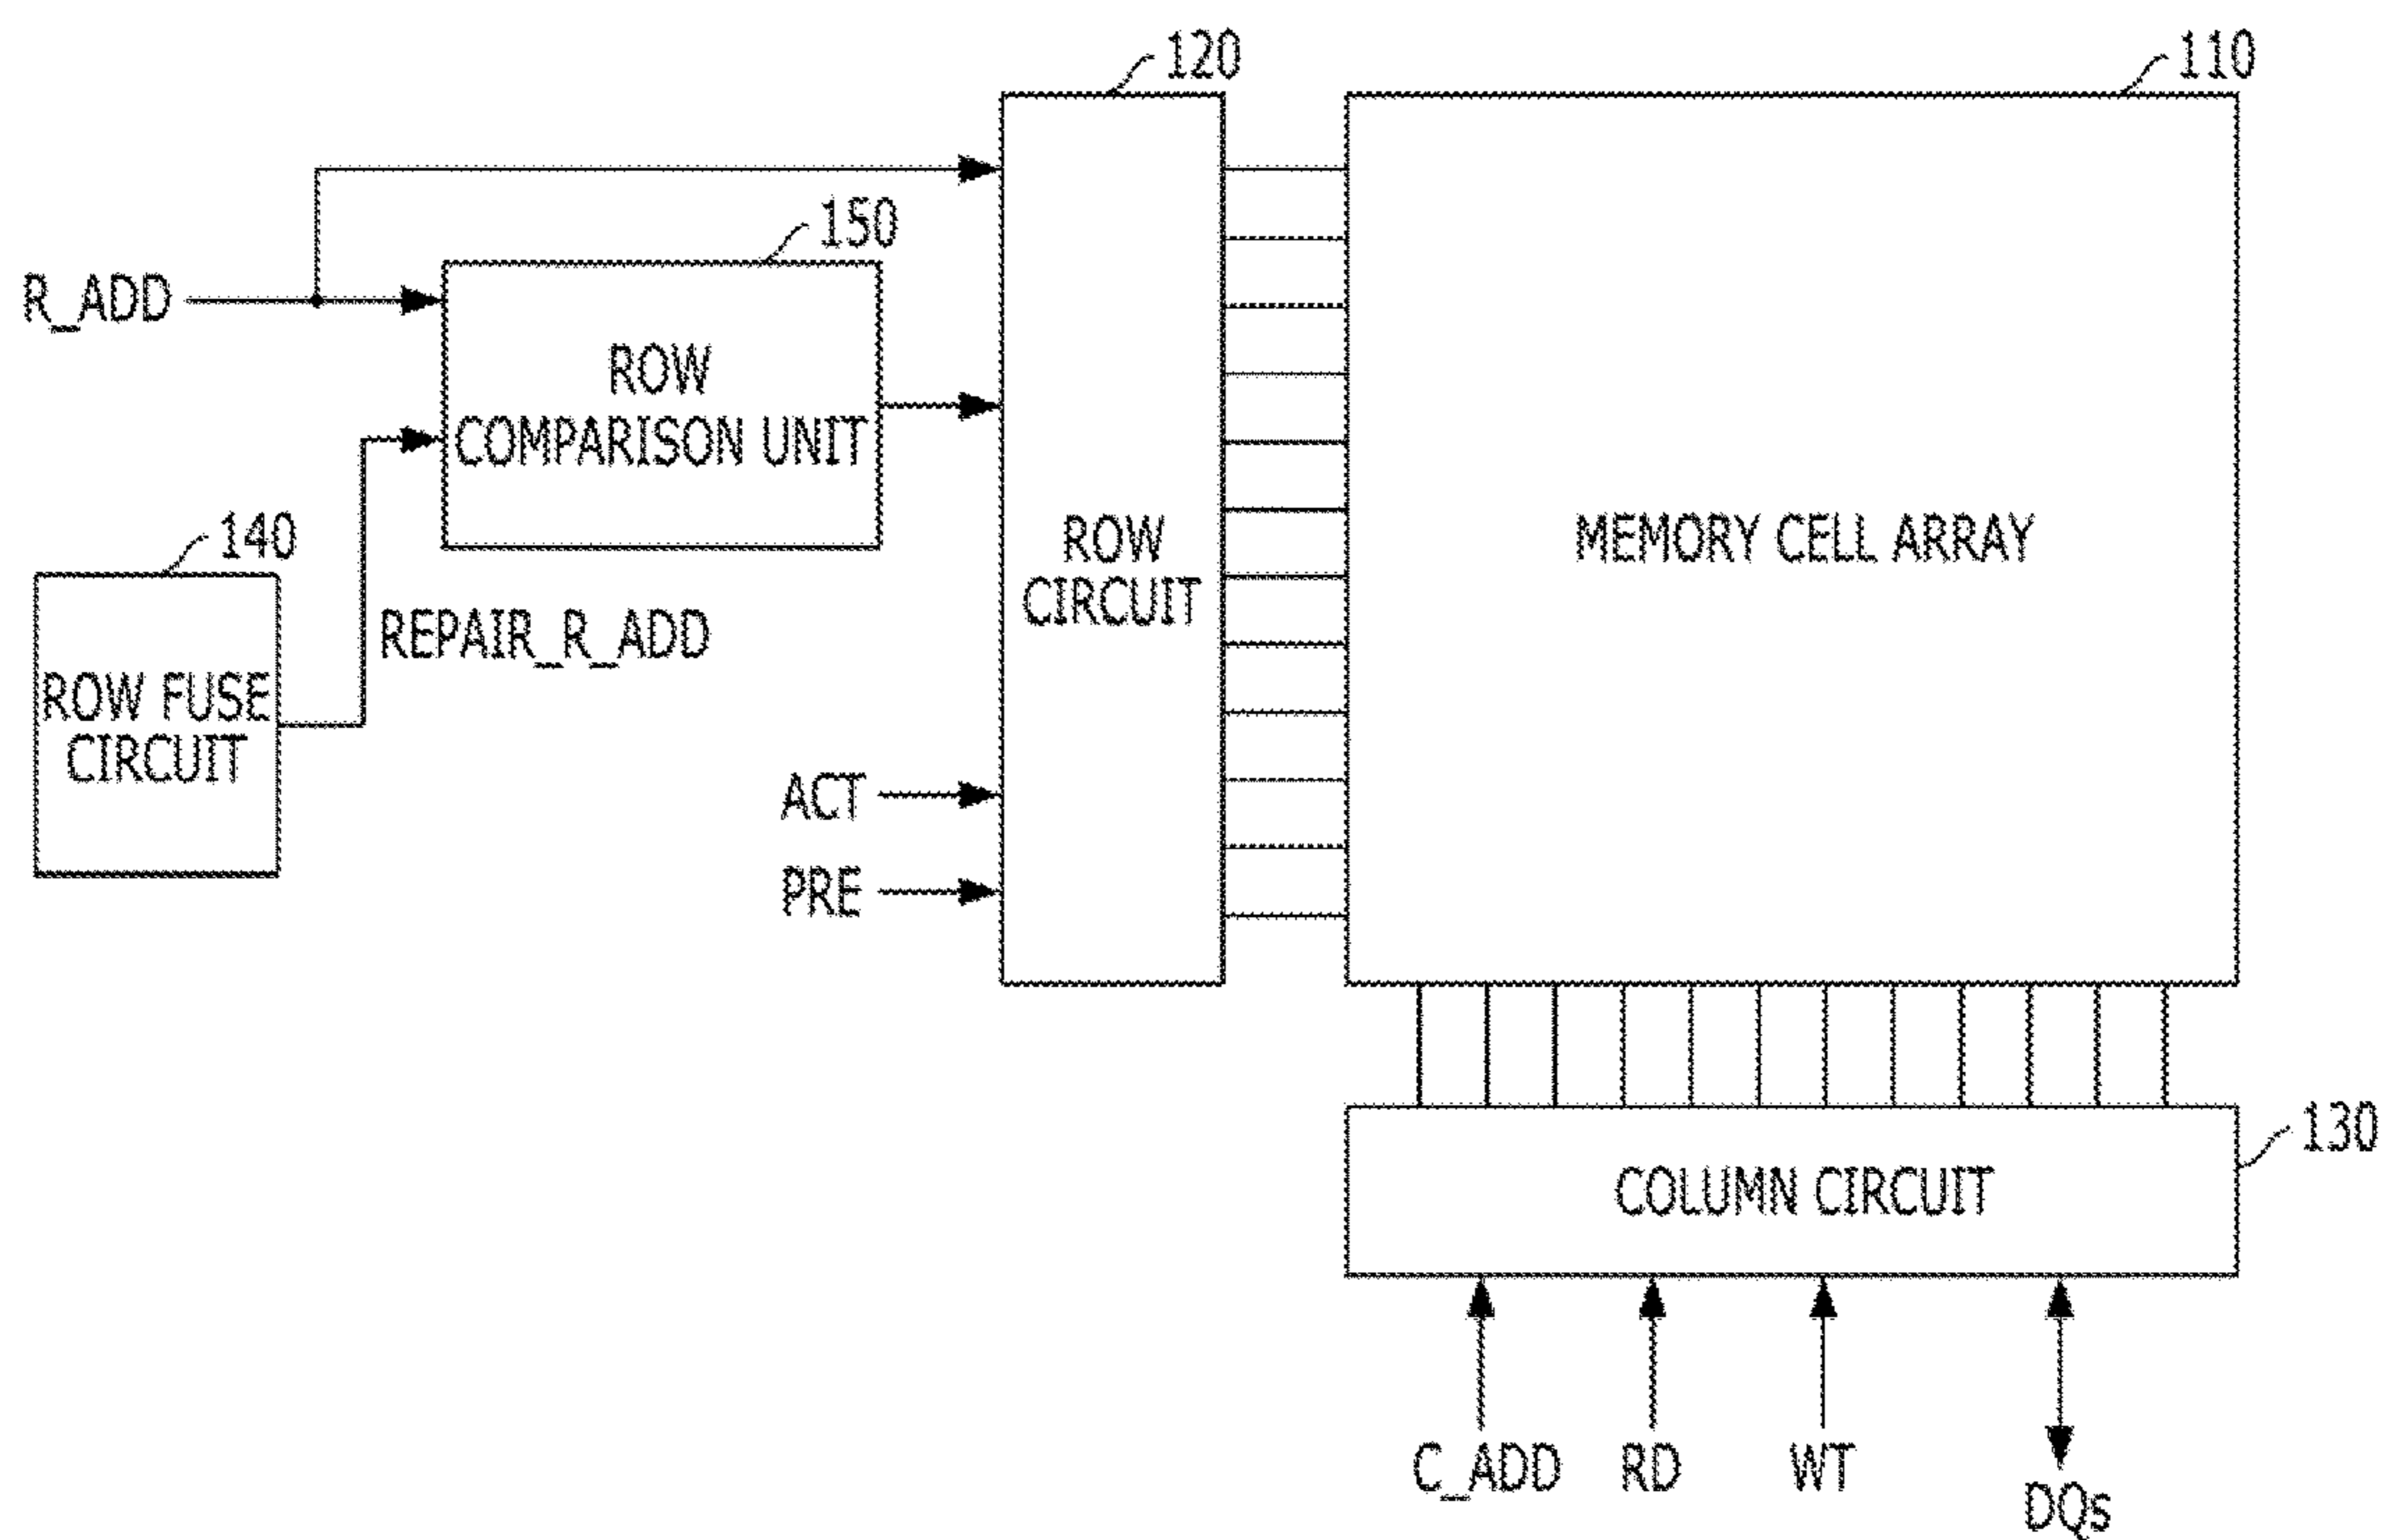 120
110
150
R_ADD
ROW
COMPARISON UNIT
140
ROW
CIRCUIT
MEMORY CELL ARRAY
REPAIR_R_ADD
ROW FUSE
CIRCUIT
ACT
PRE
130
COLUMN CIRCUIT
C_ADD
RD
WT
DQs